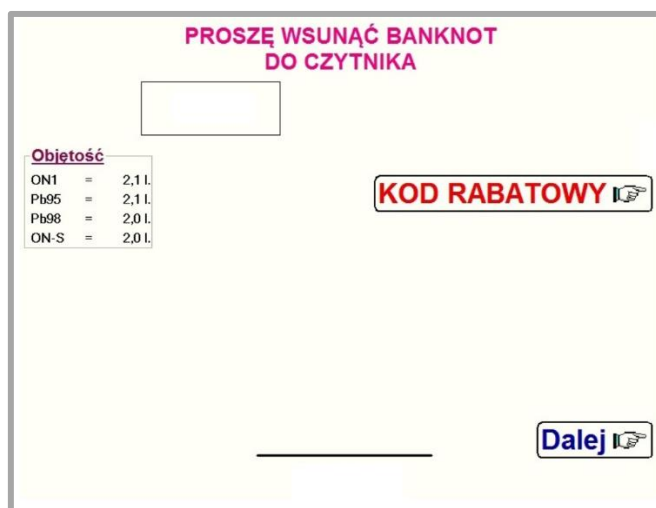 PROSZĘ WSUNĄĆ BANKNOT
DO CZYTNIKA
Objętość
ON1 = 2,1 l.
Pb95 = 2,1 l.
Pb98 = 2,0 l.
ON-S = 2,0 l.
KOD RABATOWY
Dalej